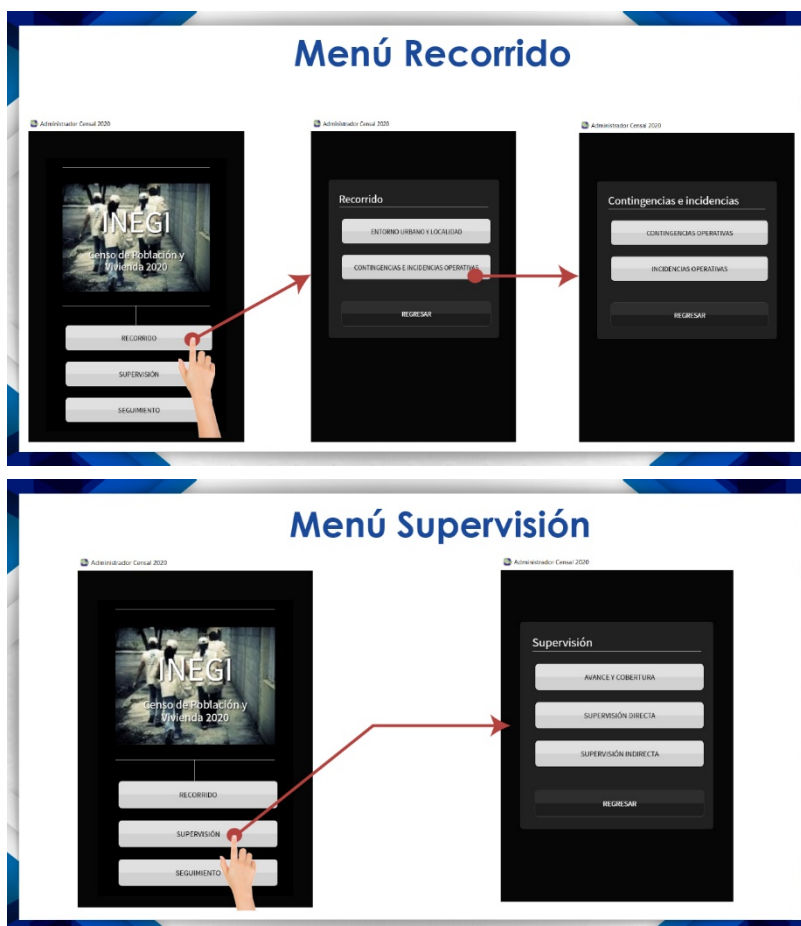 Menú Recorrido
Administrador Censal 2020
INEGI
Censo de Población y
Vivienda 2020
RECORRIDO
SUPERVISIÓN
SEGUIMIENTO
Administrador Censal 2020
Recorrido
ENTORNO URBANO Y LOCALIDAD
CONTINGENCIAS E INCIDENCIAS OPERATIVAS
REGRESAR
Administrador Censal 2020
Contingencias e incidencias
CONTINGENCIAS OPERATIVAS
INCIDENCIAS OPERATIVAS
REGRESAR
Menú Supervisión
Administrador Censal 2020
INEGI
Censo de Población y
Vivienda 2020
RECORRIDO
SUPERVISIÓN
SEGUIMIENTO
Administrador Censal 2020
Supervisión
AVANCE Y COBERTURA
SUPERVISIÓN DIRECTA
SUPERVISIÓN INDIRECTA
REGRESAR